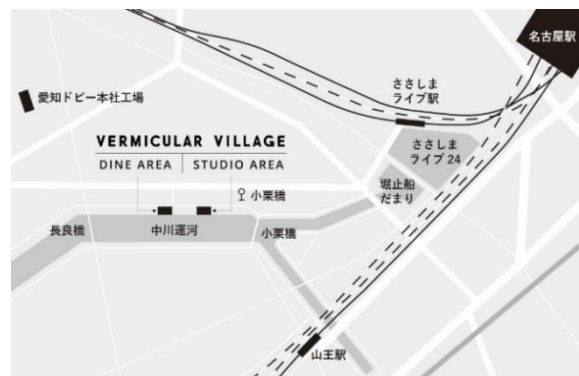 名古屋駅
ささしま
ライブ駅
愛知ドビー本社工場
VERMICULAR VILLAGE
DINE AREA
STUDIO AREA
ささしま
ライブ 24
堀止船
だまり
小栗橋
長良橋
中川運河
小栗橋
山王駅